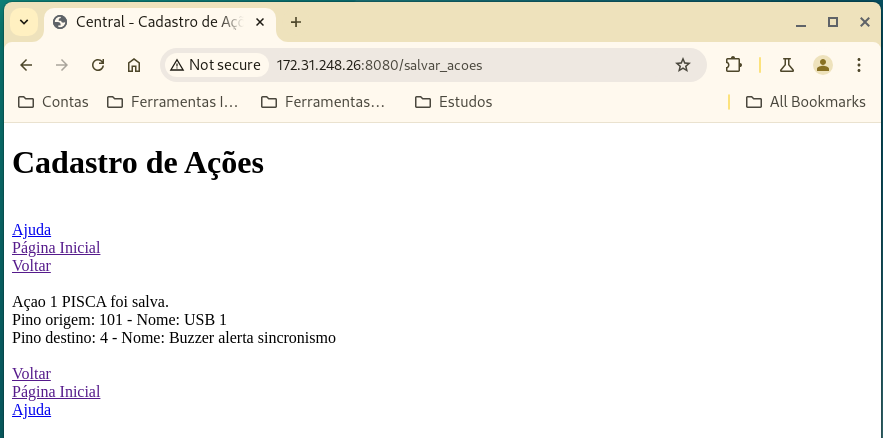 Central - Cadastro de Açõ
Not secure 172.31.248.26:8080/salvar_acoes
Contas Ferramentas I... Ferramentas... Estudos All Bookmarks
Cadastro de Ações
Ajuda
Página Inicial
Voltar
Açao 1 PISCA foi salva.
Pino origem: 101 - Nome: USB 1
Pino destino: 4 - Nome: Buzzer alerta sincronismo
Voltar
Página Inicial
Ajuda